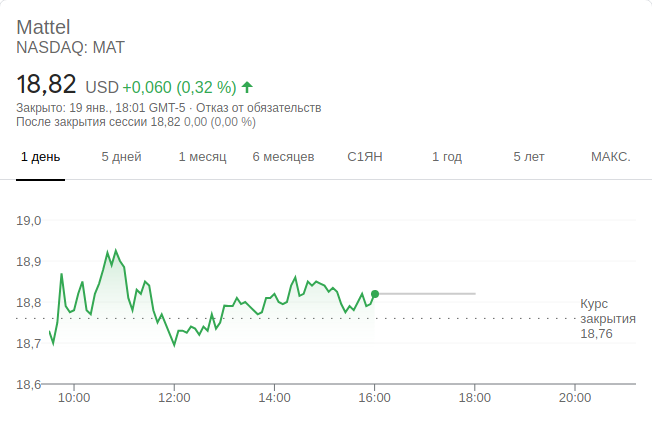 Mattel
NASDAQ: MAT
18,82 USD +0,060 (0,32 %)
Закрыто: 19 янв., 18:01 GMT-5 · Отказ от обязательств
После закрытия сессии 18,82 0,00 (0,00 %)
1 день 5 дней 1 месяц 6 месяцев С1ЯН 1 год 5 лет МАКС.
19,0
18,9
18,8
Курс
закрытия
18,76
18,7
18,6
10:00 12:00 14:00 16:00 18:00 20:00